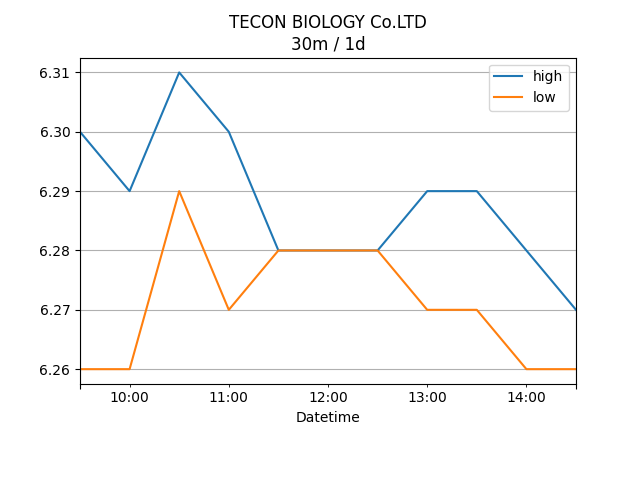 TECON BIOLOGY Co.LTD
30m / 1d
high
low
6.31
6.30
6.29
6.28
6.27
6.26
10:00 11:00 12:00 13:00 14:00
Datetime